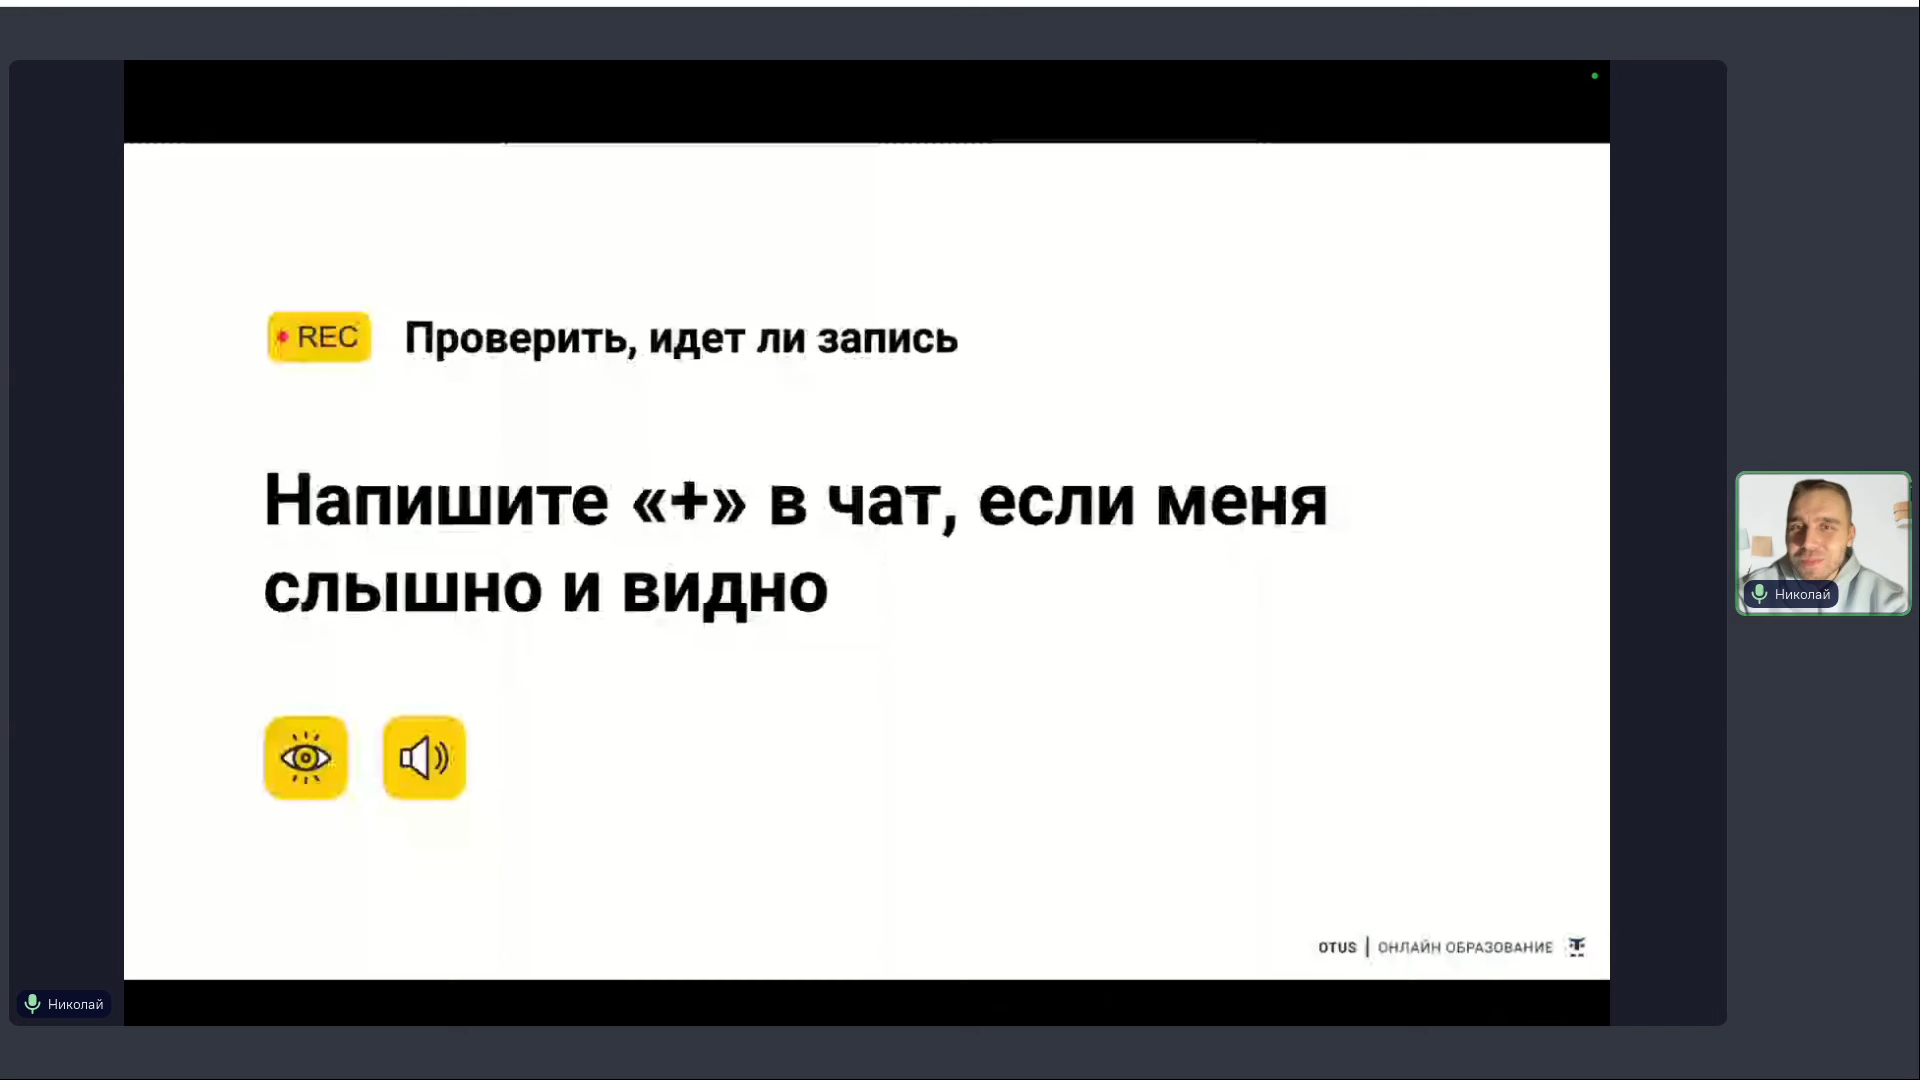 REC Проверить, идет ли запись
Напишите «+» в чат, если меня
слышно и видно
Николай
OTUS | ОНЛАЙН ОБРАЗОВАНИЕ
Николай